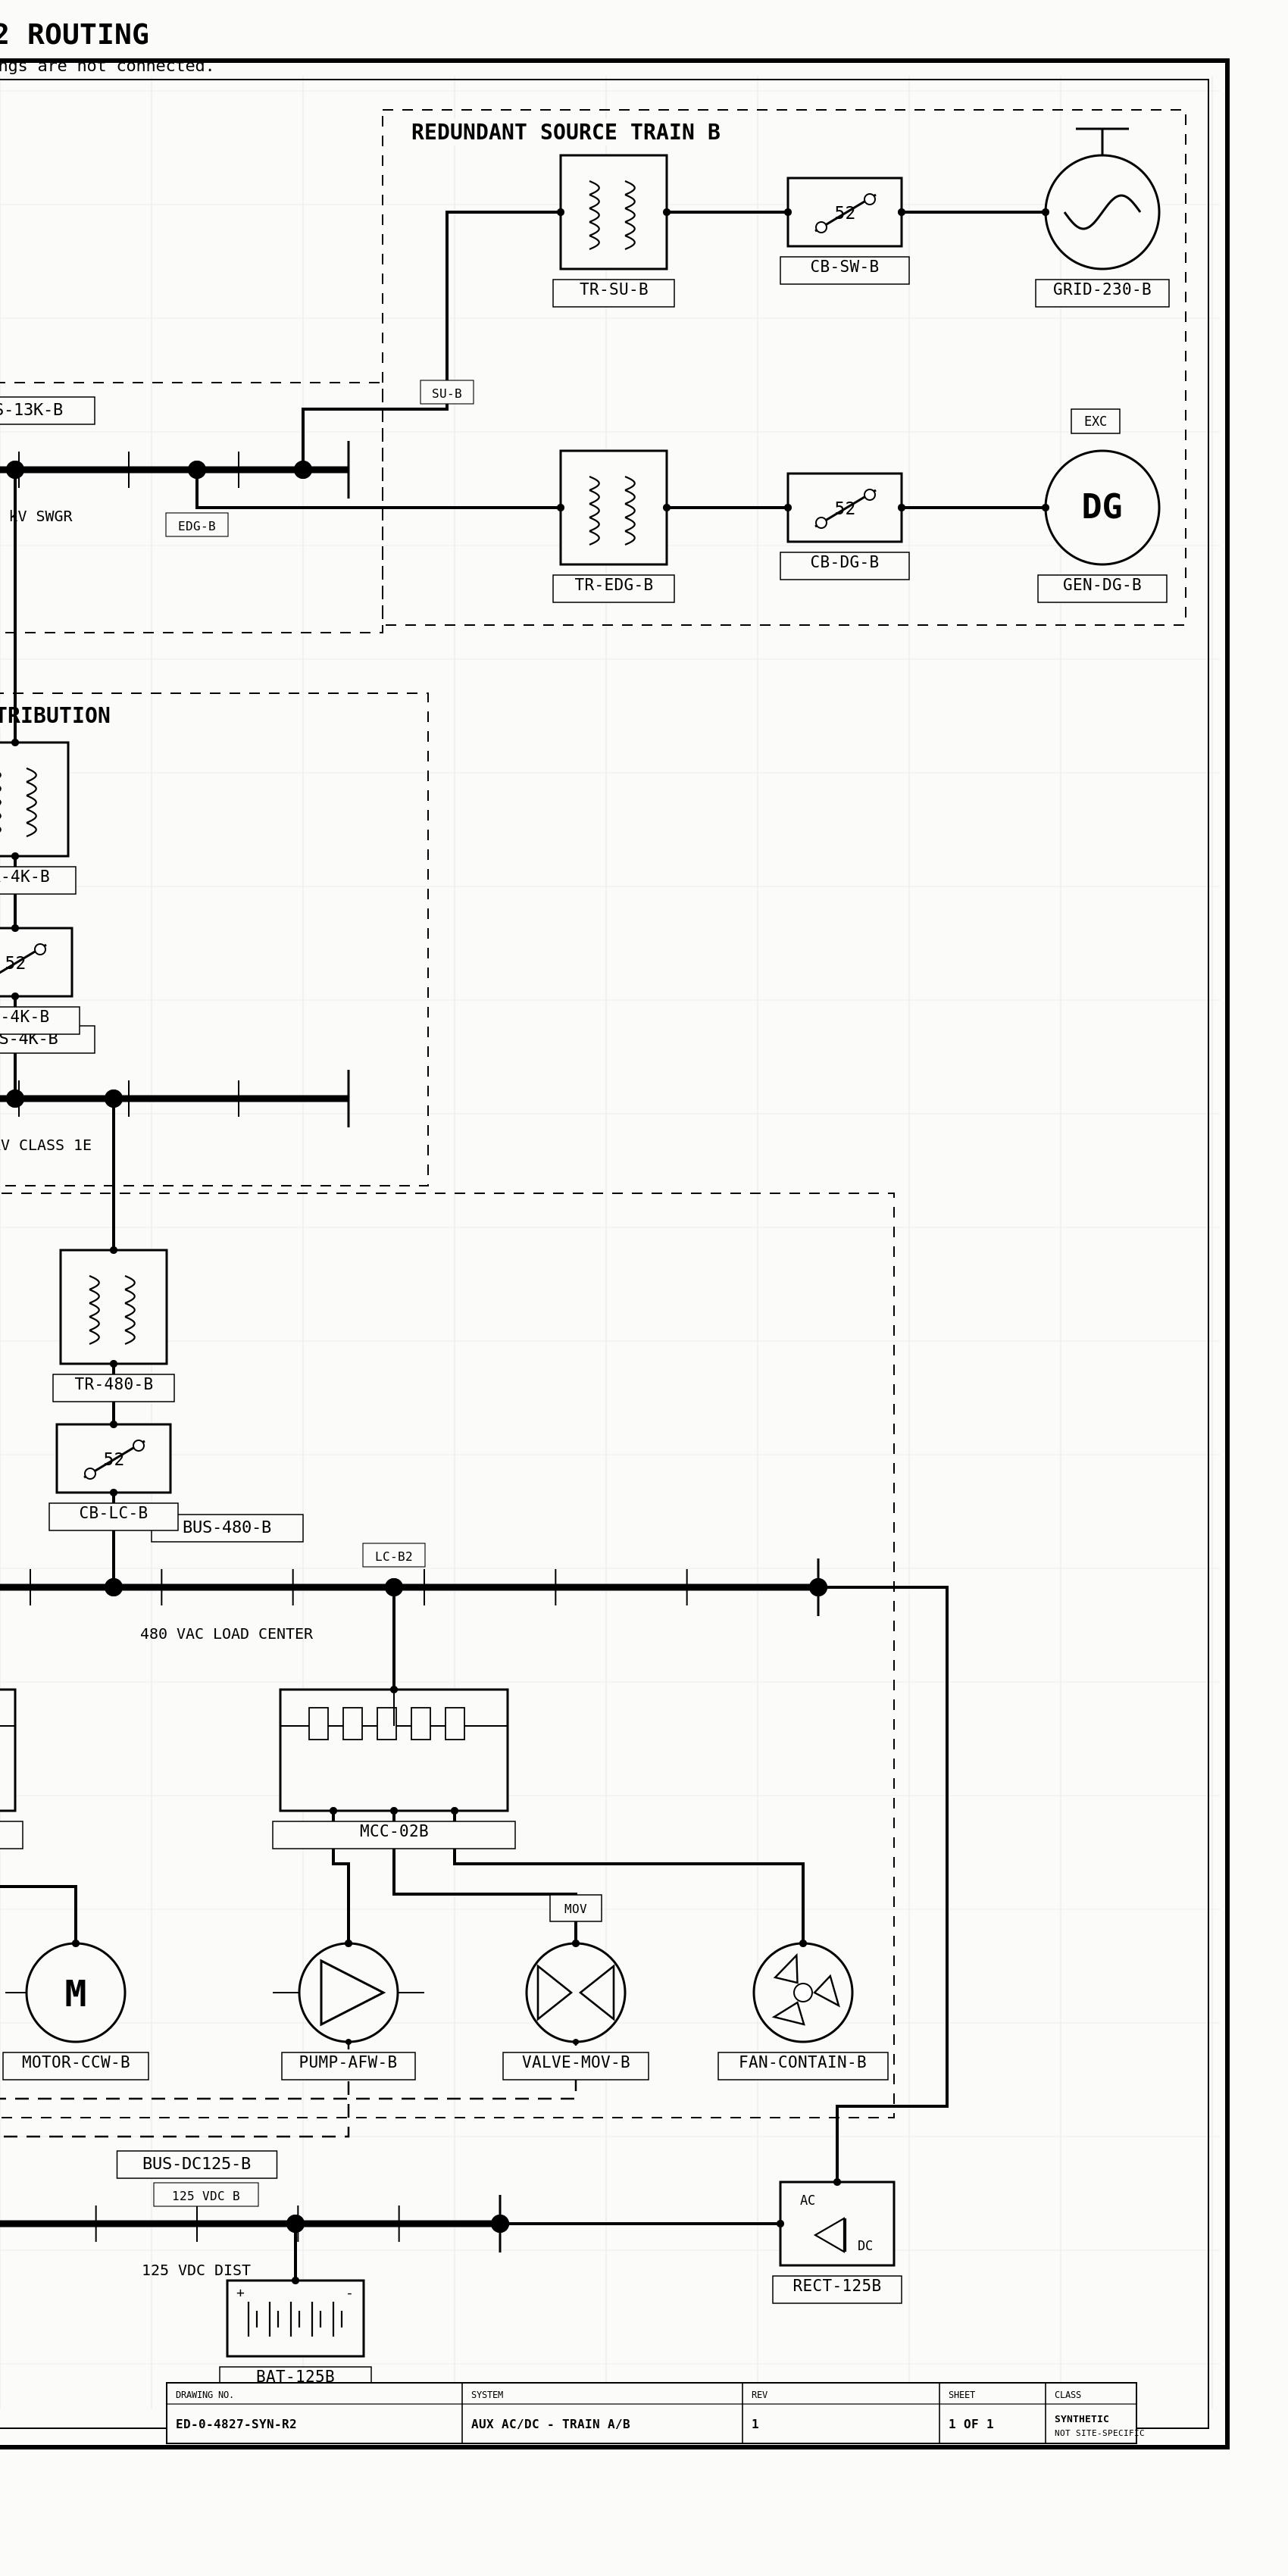 2 ROUTING
ngs are not connected.
REDUNDANT SOURCE TRAIN B
52
TR-SU-B
CB-SW-B
GRID-230-B
SU-B
S-13K-B
EXC
kV SWGR
EDG-B
52
DG
TR-EDG-B
CB-DG-B
GEN-DG-B
TRIBUTION
-4K-B
52
-4K-B
S-4K-B
V CLASS 1E
TR-480-B
52
CB-LC-B
BUS-480-B
LC-B2
480 VAC LOAD CENTER
MCC-02B
MOV
M
MOTOR-CCW-B
PUMP-AFW-B
VALVE-MOV-B
FAN-CONTAIN-B
BUS-DC125-B
125 VDC B
AC
DC
125 VDC DIST
RECT-125B
+ -
BAT-125B
DRAWING NO. SYSTEM REV SHEET CLASS
ED-0-4827-SYN-R2 AUX AC/DC - TRAIN A/B 1 1 OF 1 SYNTHETIC
NOT SITE-SPECIFIC